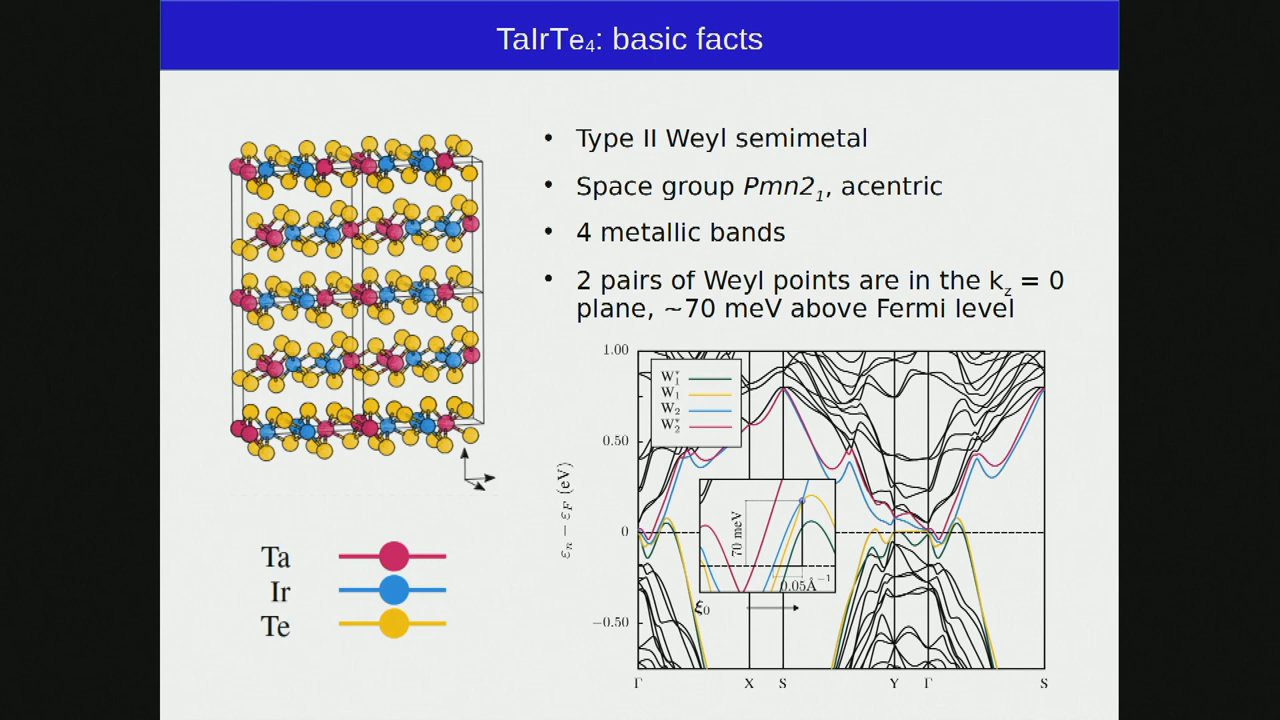 TaIrTe₄: basic facts
• Type II Weyl semimetal
• Space group Pmn2₁, acentric
• 4 metallic bands
• 2 pairs of Weyl points are in the k_z = 0
plane, ~70 meV above Fermi level
Ta
Ir
Te
1.00
0.50
0
−0.50
εₙ − ε_F (eV)
W₁
W₁
W₂
W₂
70 meV
0.05Å⁻¹
ξ₀
Γ X S Y Γ S